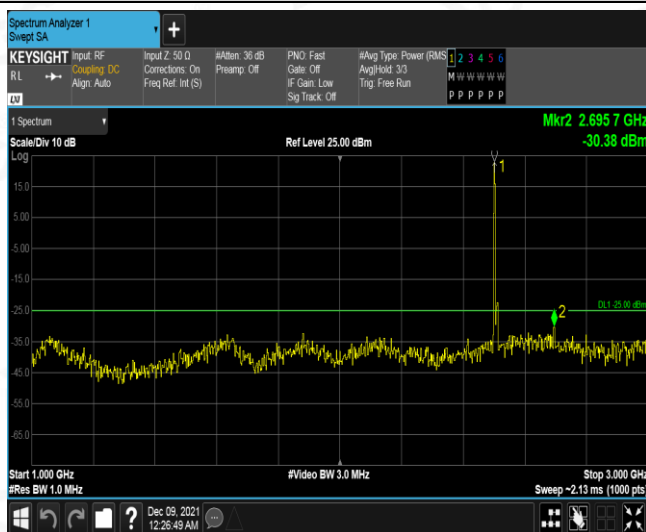 Spectrum Analyzer 1
Swept SA
+
KEYSIGHT
RL
Input: RF
Coupling: DC
Align: Auto
Input Z: 50 Ω
Corrections: On
Freq Ref: Int (S)
#Atten: 36 dB
Preamp: Off
PNO: Fast
Gate: Off
IF Gain: Low
Sig Track: Off
#Avg Type: Power (RMS
Avg|Hold: 3/3
Trig: Free Run
1 2 3 4 5 6
M W W W W W
P P P P P P
LXI
1 Spectrum
Scale/Div 10 dB
Ref Level 25.00 dBm
Mkr2 2.695 7 GHz
-30.38 dBm
Log
15.0
5.00
-5.00
-15.0
-25.0
-35.0
-45.0
-55.0
-65.0
1
2
DL1 -25.00 dBm
Start 1.000 GHz
#Res BW 1.0 MHz
#Video BW 3.0 MHz
Stop 3.000 GHz
Sweep ~2.13 ms (1000 pts)
?
Dec 09, 2021
12:26:49 AM